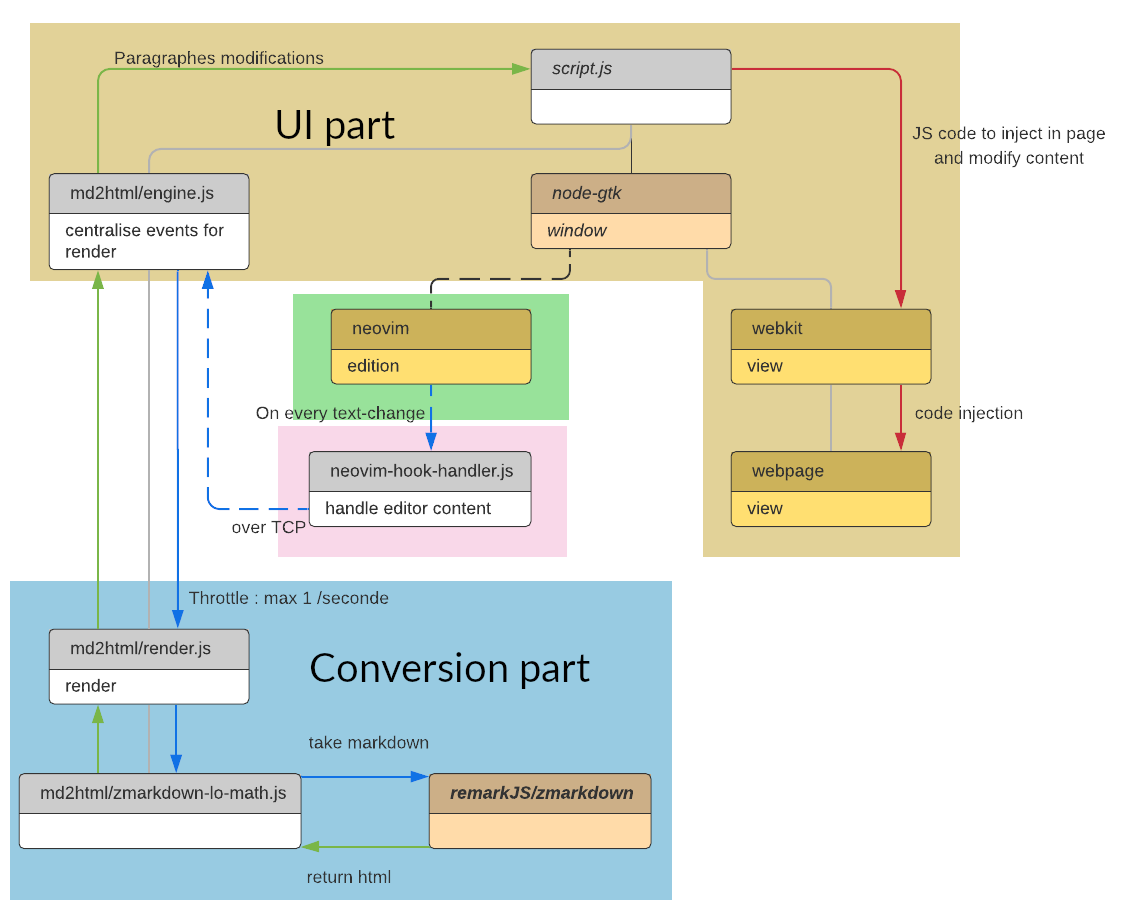 Paragraphes modifications
script.js
UI part
JS code to inject in page
and modify content
md2html/engine.js
centralise events for
render
node-gtk
window
neovim
edition
webkit
view
On every text-change
code injection
neovim-hook-handler.js
handle editor content
webpage
view
over TCP
Throttle : max 1 /seconde
md2html/render.js
render
Conversion part
take markdown
md2html/zmarkdown-lo-math.js
remarkJS/zmarkdown
return html